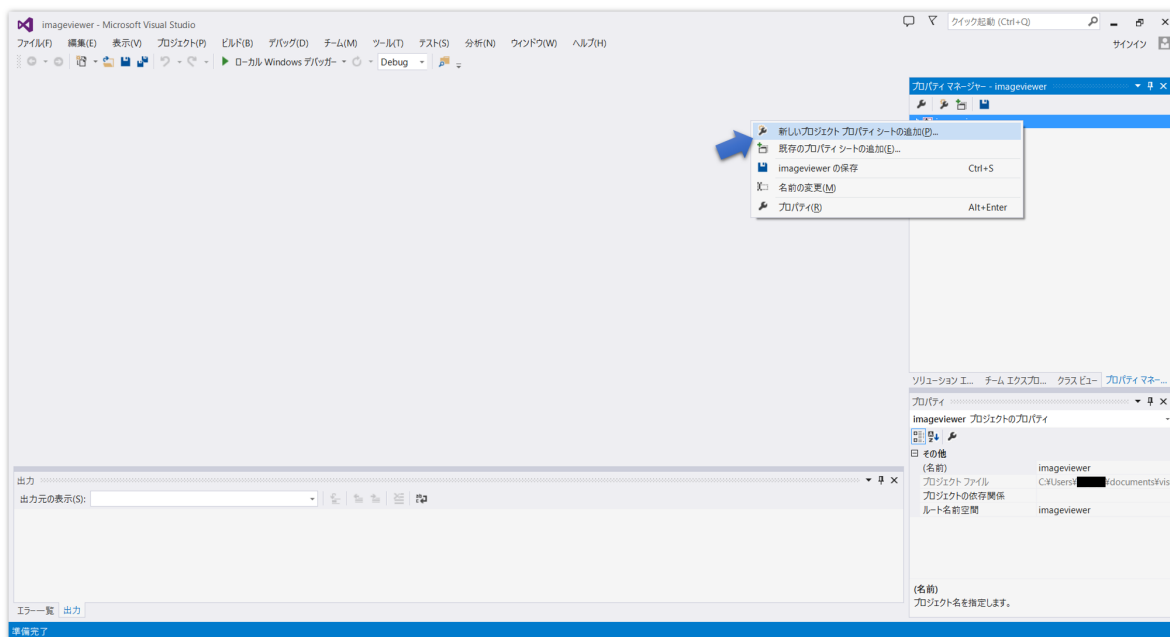 imageviewer - Microsoft Visual Studio
クイック起動 (Ctrl+Q)
ファイル(F) 編集(E) 表示(V) プロジェクト(P) ビルド(B) デバッグ(D) チーム(M) ツール(T) テスト(S) 分析(N) ウィンドウ(W) ヘルプ(H)
サインイン
ローカル Windows デバッガー
Debug
プロパティ マネージャー - imageviewer
新しいプロジェクト プロパティ シートの追加(P)...
既存のプロパティ シートの追加(E)...
imageviewer の保存 Ctrl+S
名前の変更(M)
プロパティ(R) Alt+Enter
ソリューション エ... チーム エクスプロ... クラス ビュー プロパティ マネー...
プロパティ
imageviewer プロジェクトのプロパティ
その他
(名前) imageviewer
プロジェクト ファイル C:¥Users¥ ¥documents¥vis
プロジェクトの依存関係
ルート名前空間 imageviewer
(名前)
プロジェクト名を指定します。
出力
出力元の表示(S):
エラー一覧 出力
準備完了